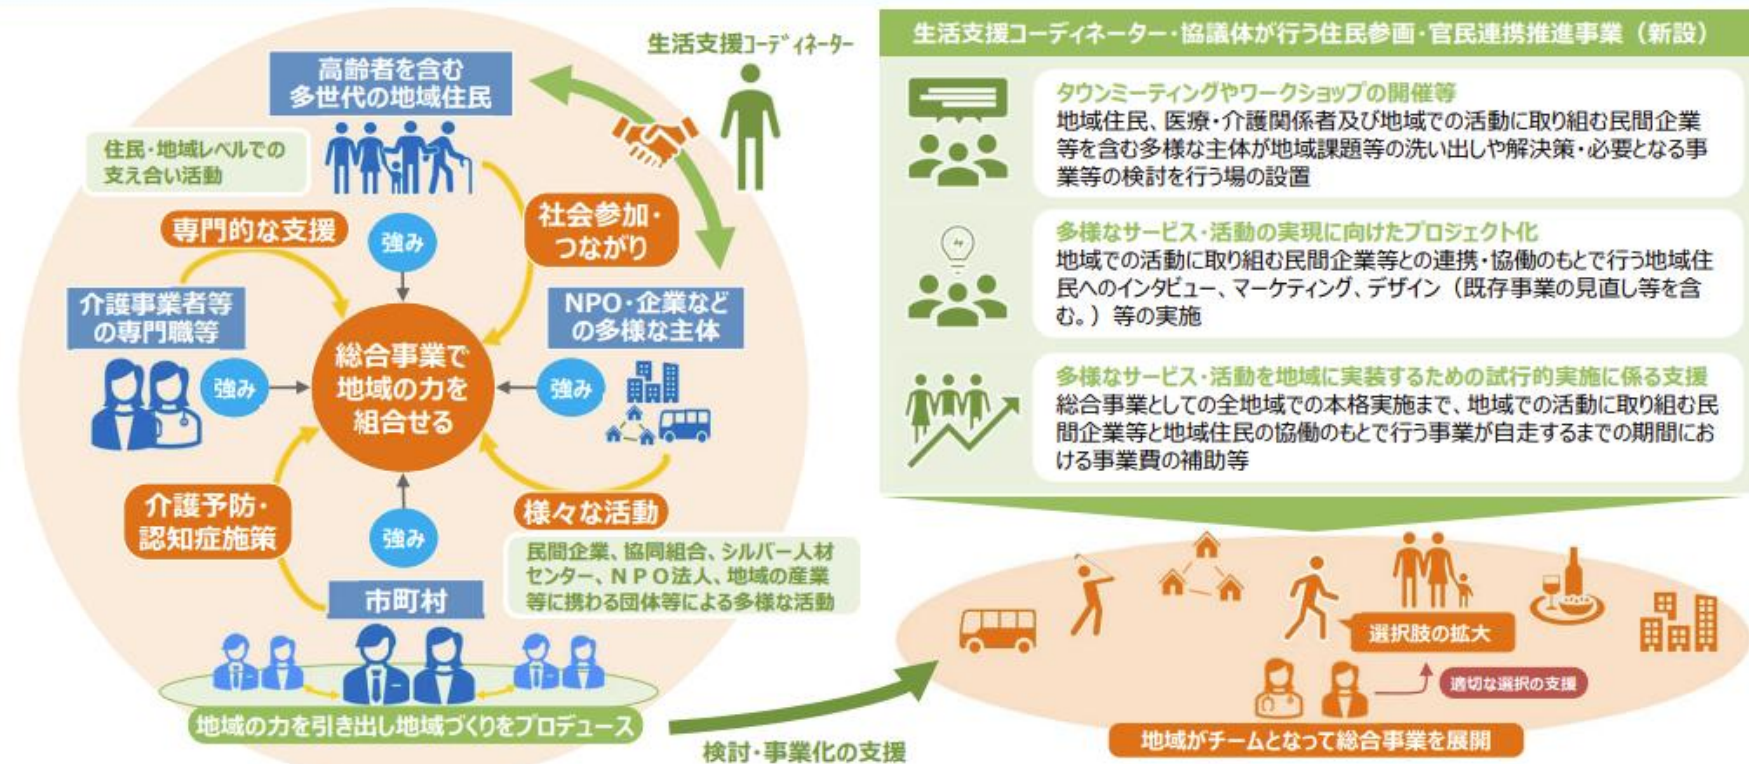 生活支援コーディネーター
高齢者を含む
多世代の地域住民
住民・地域レベルでの
支え合い活動
専門的な支援
強み
社会参加・
つながり
介護事業者等
の専門職等
強み
総合事業で
地域の力を
組合せる
強み
NPO・企業など
の多様な主体
介護予防・
認知症施策
強み
様々な活動
民間企業、協同組合、シルバー人材
センター、NPO法人、地域の産業
等に携わる団体等による多様な活動
市町村
地域の力を引き出し地域づくりをプロデュース
検討・事業化の支援
生活支援コーディネーター・協議体が行う住民参画・官民連携推進事業（新設）
タウンミーティングやワークショップの開催等
地域住民、医療・介護関係者及び地域での活動に取り組む民間企業
等を含む多様な主体が地域課題等の洗い出しや解決策・必要となる事
業等の検討を行う場の設置
多様なサービス・活動の実現に向けたプロジェクト化
地域での活動に取り組む民間企業等との連携・協働のもとで行う地域住
民へのインタビュー、マーケティング、デザイン（既存事業の見直し等を含
む。）等の実施
多様なサービス・活動を地域に実装するための試行的実施に係る支援
総合事業としての全地域での本格実施まで、地域での活動に取り組む民
間企業等と地域住民の協働のもとで行う事業が自走するまでの期間にお
ける事業費の補助等
選択肢の拡大
適切な選択の支援
地域がチームとなって総合事業を展開